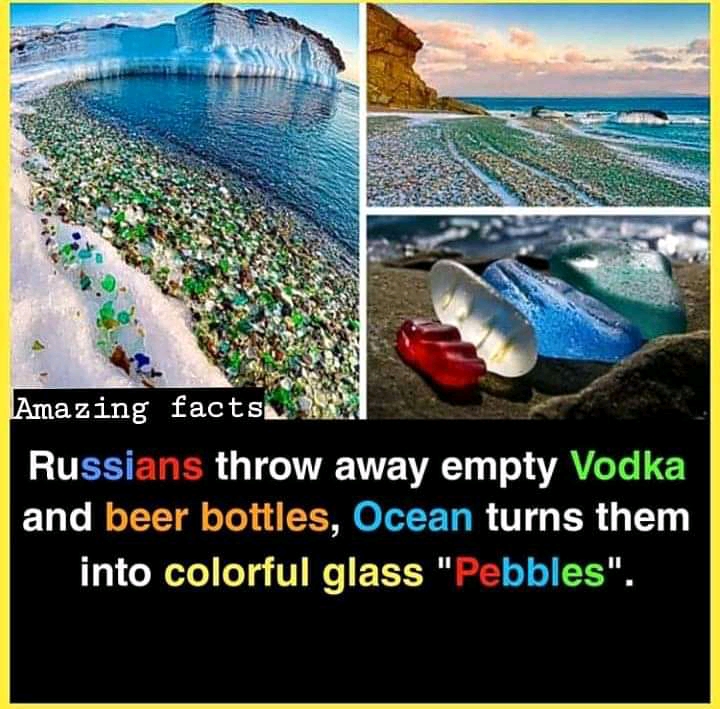 Amazing facts
Russians throw away empty Vodka
and beer bottles, Ocean turns them
into colorful glass "Pebbles".